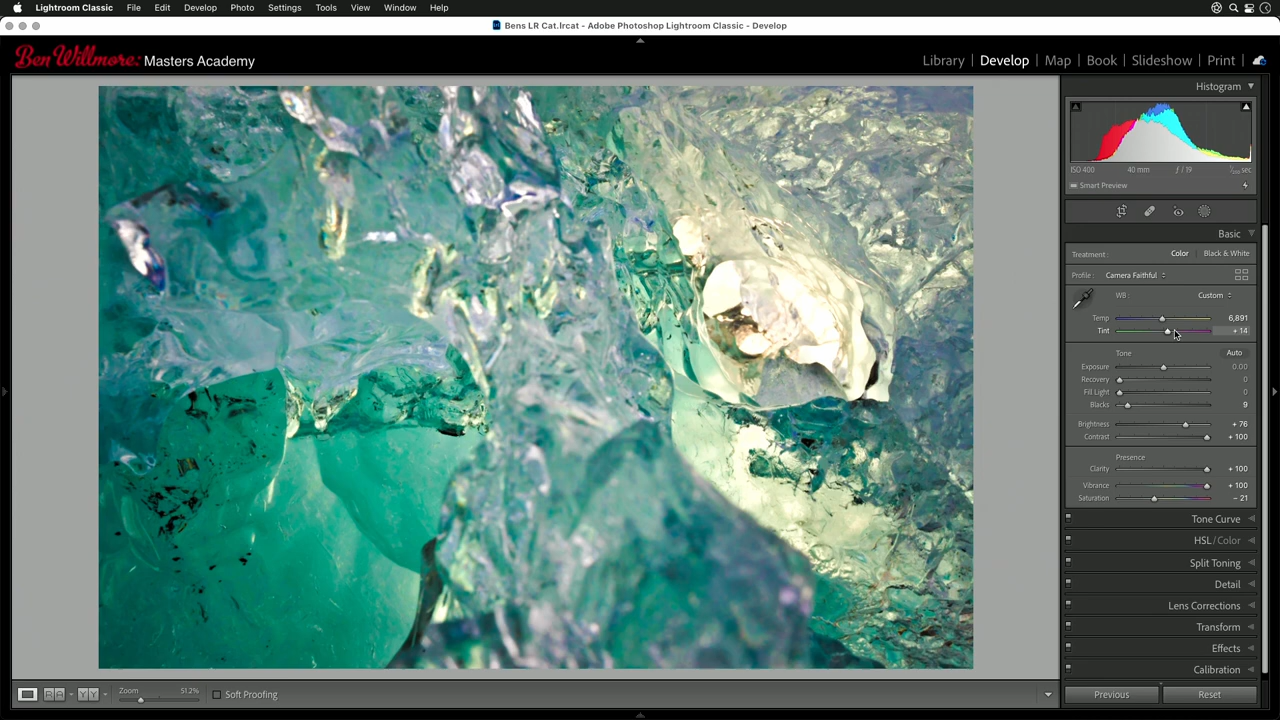 Lightroom Classic File Edit Develop Photo Settings Tools View Window Help
Bens LR Cat.lrcat - Adobe Photoshop Lightroom Classic - Develop
Ben Willmore: Masters Academy
Library | Develop | Map | Book | Slideshow | Print
Histogram
ISO 400 40 mm ƒ / 19
Smart Preview
Basic
Treatment : Color | Black & White
Profile : Camera Faithful
WB : Custom
Temp 6,891
Tint + 14
Tone Auto
Exposure 0.00
Recovery 0
Fill Light 0
Blacks 9
Brightness + 76
Contrast + 100
Presence
Clarity + 100
Vibrance + 100
Saturation - 21
Tone Curve
HSL / Color
Split Toning
Detail
Lens Corrections
Transform
Effects
Calibration
Zoom 51.2% Soft Proofing
Previous Reset